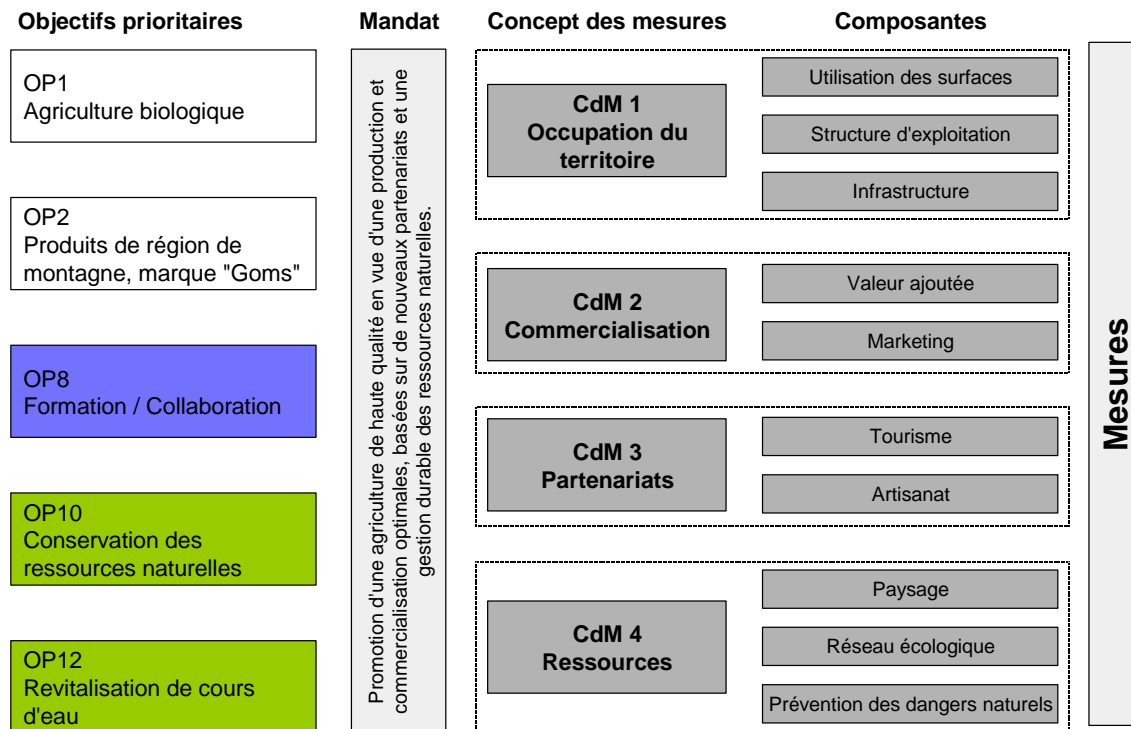 Objectifs prioritaires
Mandat
Concept des mesures
Composantes
OP1
Agriculture biologique
OP2
Produits de région de
montagne, marque "Goms"
OP8
Formation / Collaboration
OP10
Conservation des
ressources naturelles
OP12
Revitalisation de cours
d'eau
Promotion d'une agriculture de haute qualité en vue d'une production et
commercialisation optimales, basées sur de nouveaux partenariats et une
gestion durable des ressources naturelles.
CdM 1
Occupation du
territoire
Utilisation des surfaces
Structure d'exploitation
Infrastructure
CdM 2
Commercialisation
Valeur ajoutée
Marketing
CdM 3
Partenariats
Tourisme
Artisanat
CdM 4
Ressources
Paysage
Réseau écologique
Prévention des dangers naturels
Mesures